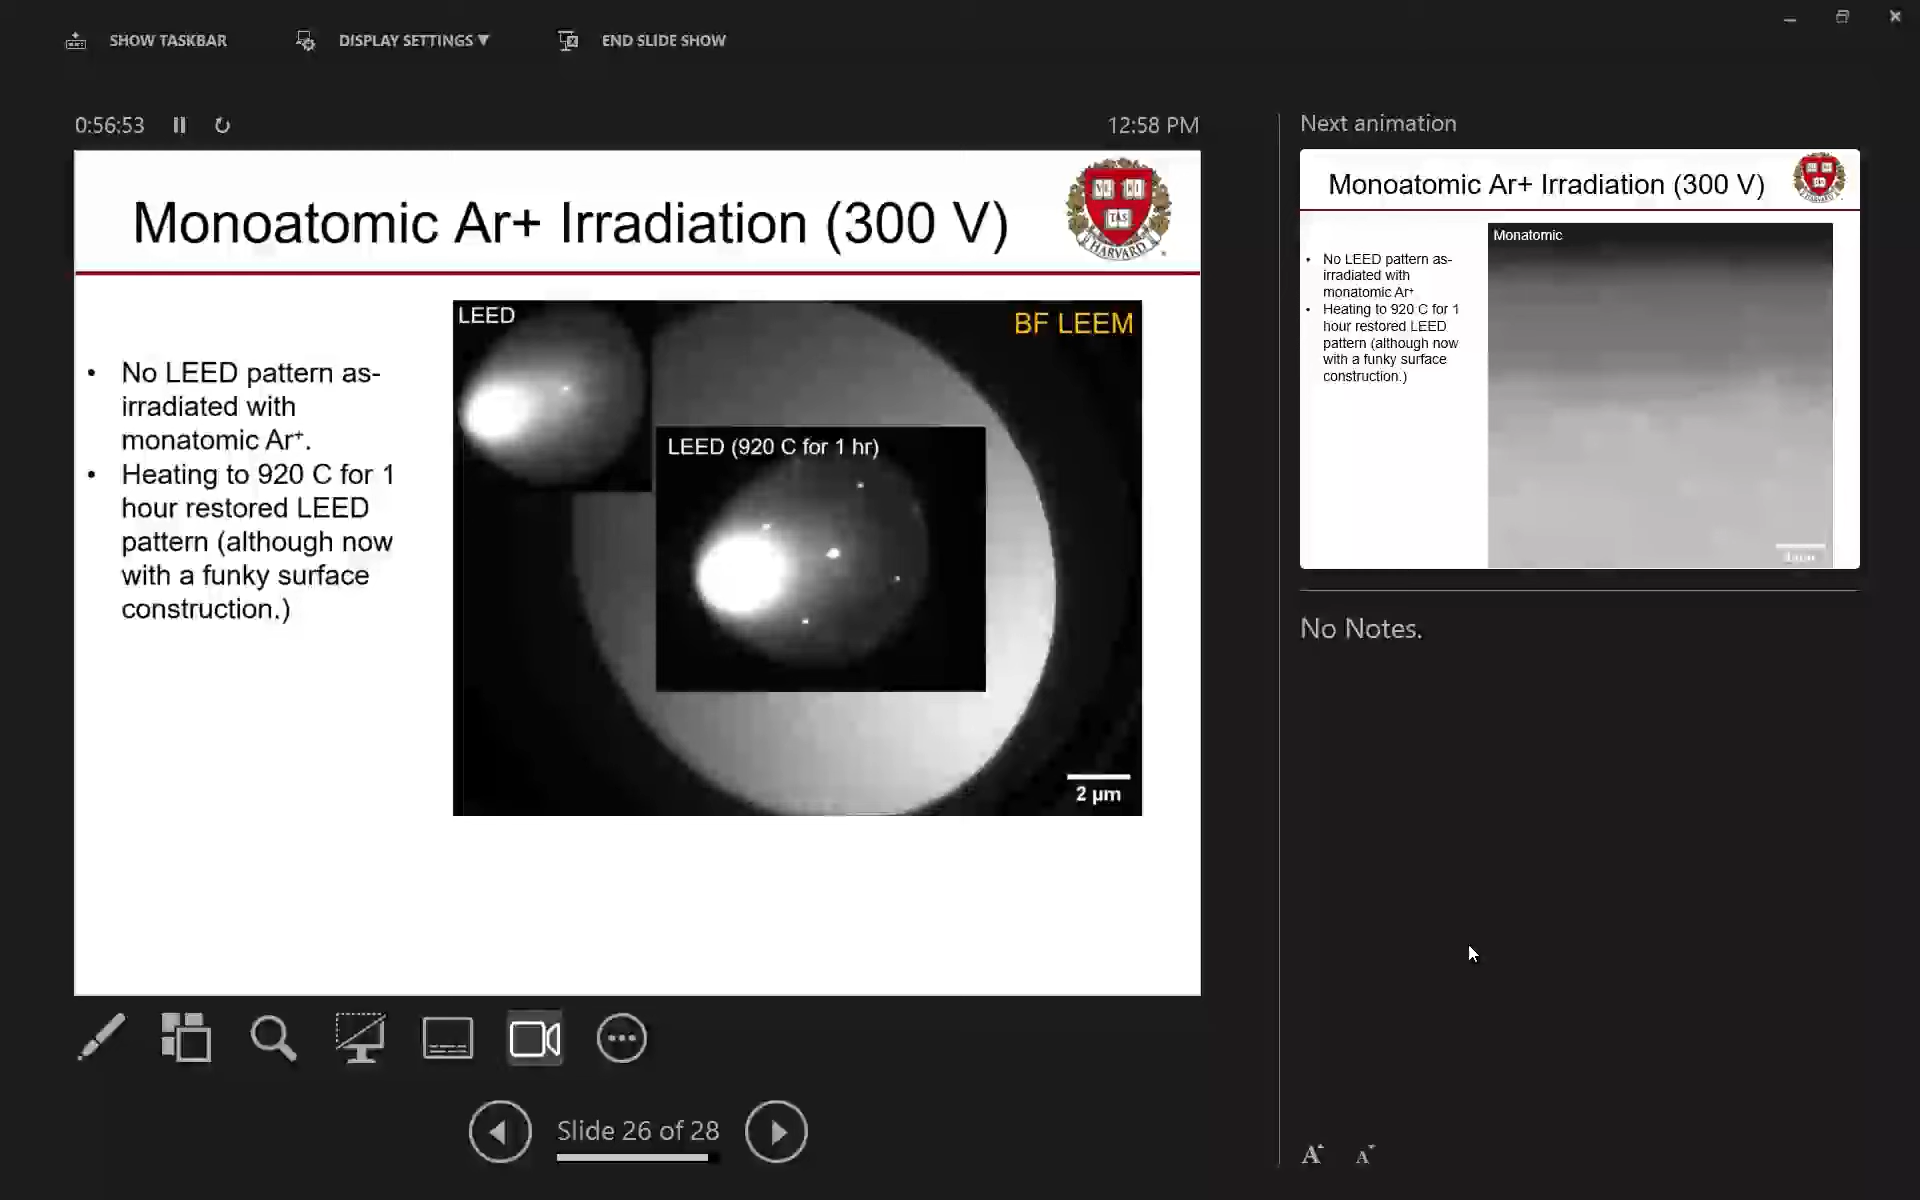 SHOW TASKBAR
DISPLAY SETTINGS ▼
END SLIDE SHOW
0:56:53
12:58 PM
Monoatomic Ar+ Irradiation (300 V)
VE RI
TAS
HARVARD
• No LEED pattern as-
irradiated with
monatomic Ar⁺.
• Heating to 920 C for 1
hour restored LEED
pattern (although now
with a funky surface
construction.)
LEED
BF LEEM
LEED (920 C for 1 hr)
2 µm
Slide 26 of 28
Next animation
Monoatomic Ar+ Irradiation (300 V)
Monatomic
• No LEED pattern as-
irradiated with
monatomic Ar⁺
• Heating to 920 C for 1
hour restored LEED
pattern (although now
with a funky surface
construction.)
No Notes.
A A